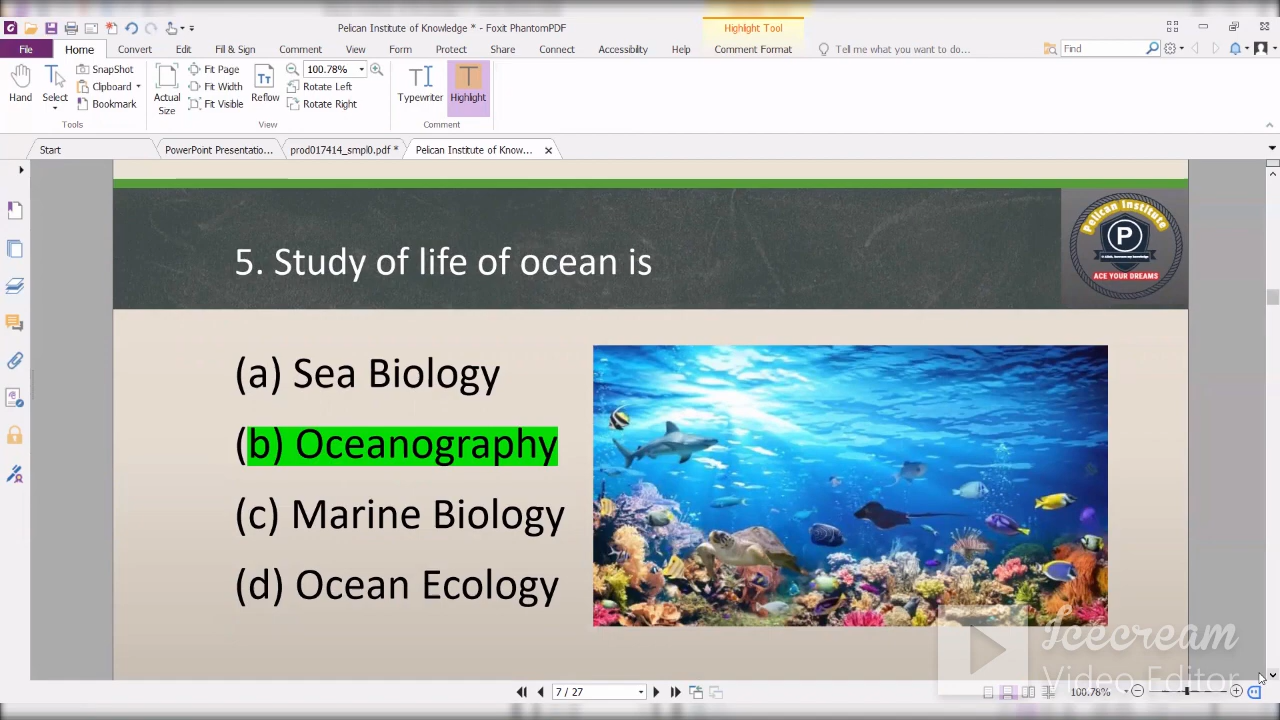 Pelican Institute of Knowledge * - Foxit PhantomPDF
Highlight Tool
File Home Convert Edit Fill & Sign Comment View Form Protect Share Connect Accessibility Help Comment Format Tell me what you want to do... Find
Hand
Select
SnapShot
Clipboard
Bookmark
Tools
Actual Size
Fit Page
Fit Width
Fit Visible
Reflow
100.78%
Rotate Left
Rotate Right
View
Typewriter
Highlight
Comment
Start PowerPoint Presentatio... prod017414_smpl0.pdf * Pelican Institute of Know...
5. Study of life of ocean is
Pelican Institute
P
ACE YOUR DREAMS
(a) Sea Biology
(b) Oceanography
(c) Marine Biology
(d) Ocean Ecology
Icecream
Video Editor
7 / 27
100.78%